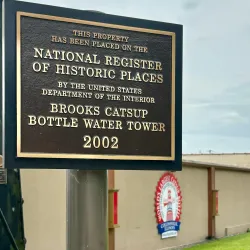 THIS PROPERTY
HAS BEEN PLACED ON THE
NATIONAL REGISTER
OF HISTORIC PLACES
BY THE UNITED STATES
DEPARTMENT OF THE INTERIOR
BROOKS CATSUP
BOTTLE WATER TOWER
2002